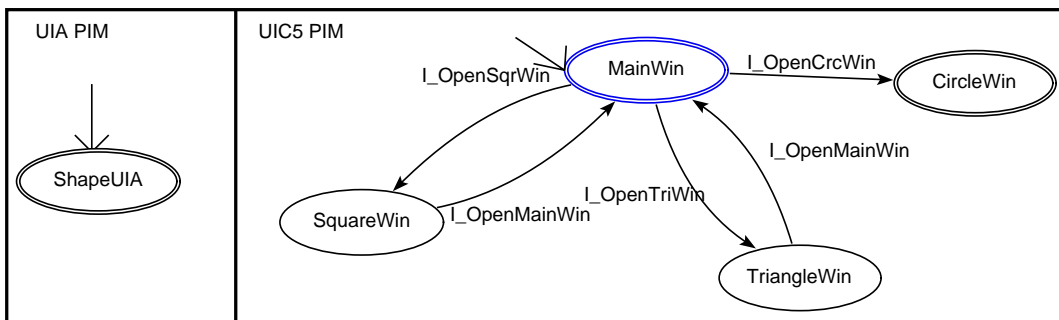 UIA PIM
ShapeUIA
UIC5 PIM
MainWin
I_OpenCrcWin
I_OpenSqrWin
CircleWin
I_OpenMainWin
I_OpenTriWin
SquareWin
I_OpenMainWin
TriangleWin